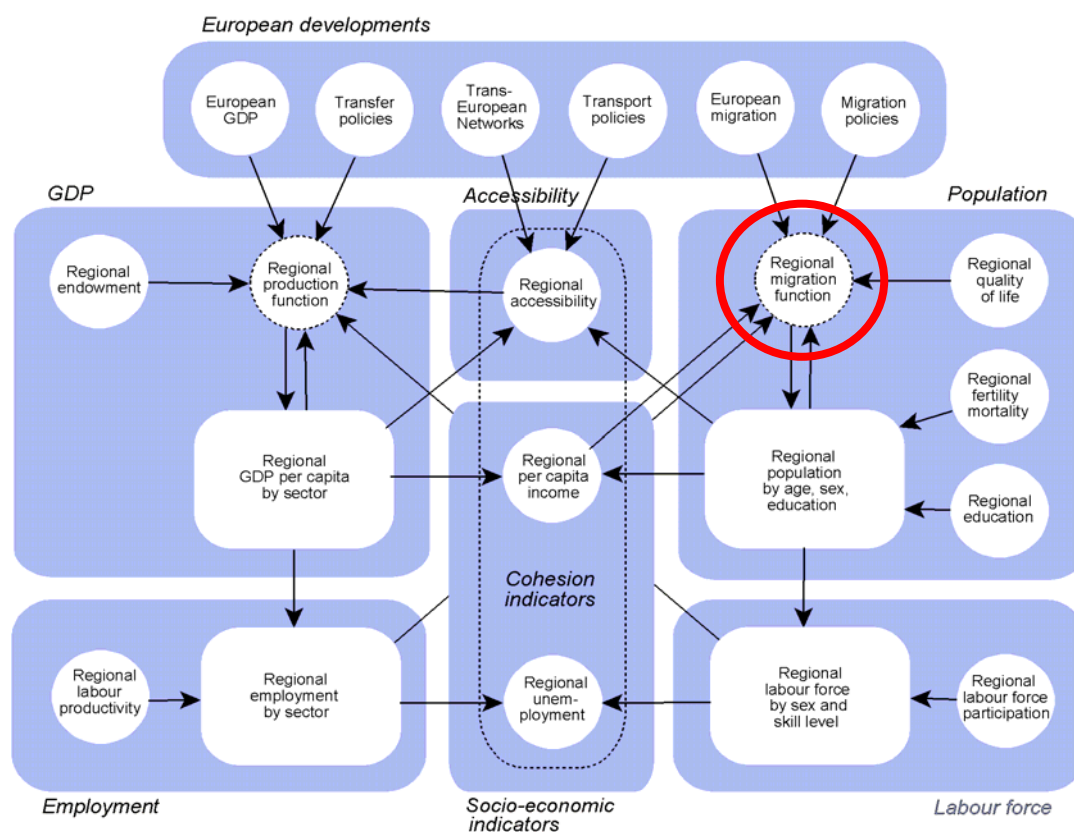 European developments
European
GDP
Transfer
policies
Trans-
European
Networks
Transport
policies
European
migration
Migration
policies
GDP
Accessibility
Population
Regional
endowment
Regional
production
function
Regional
accessibility
Regional
migration
function
Regional
quality
of life
Regional
fertility
mortality
Regional
GDP per capita
by sector
Regional
per capita
income
Regional
population
by age, sex,
education
Regional
education
Cohesion
indicators
Regional
labour
productivity
Regional
employment
by sector
Regional
unem-
ployment
Regional
labour force
by sex and
skill level
Regional
labour force
participation
Employment
Socio-economic
indicators
Labour force